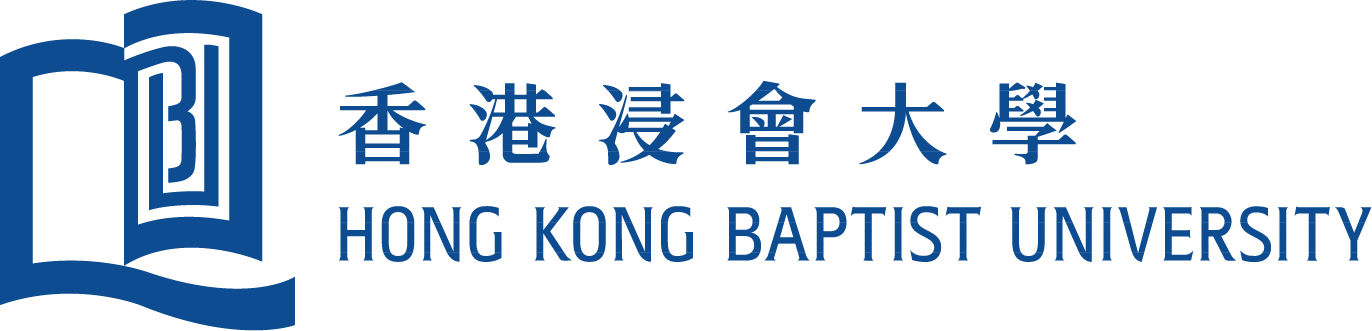 香港浸會大學
HONG KONG BAPTIST UNIVERSITY